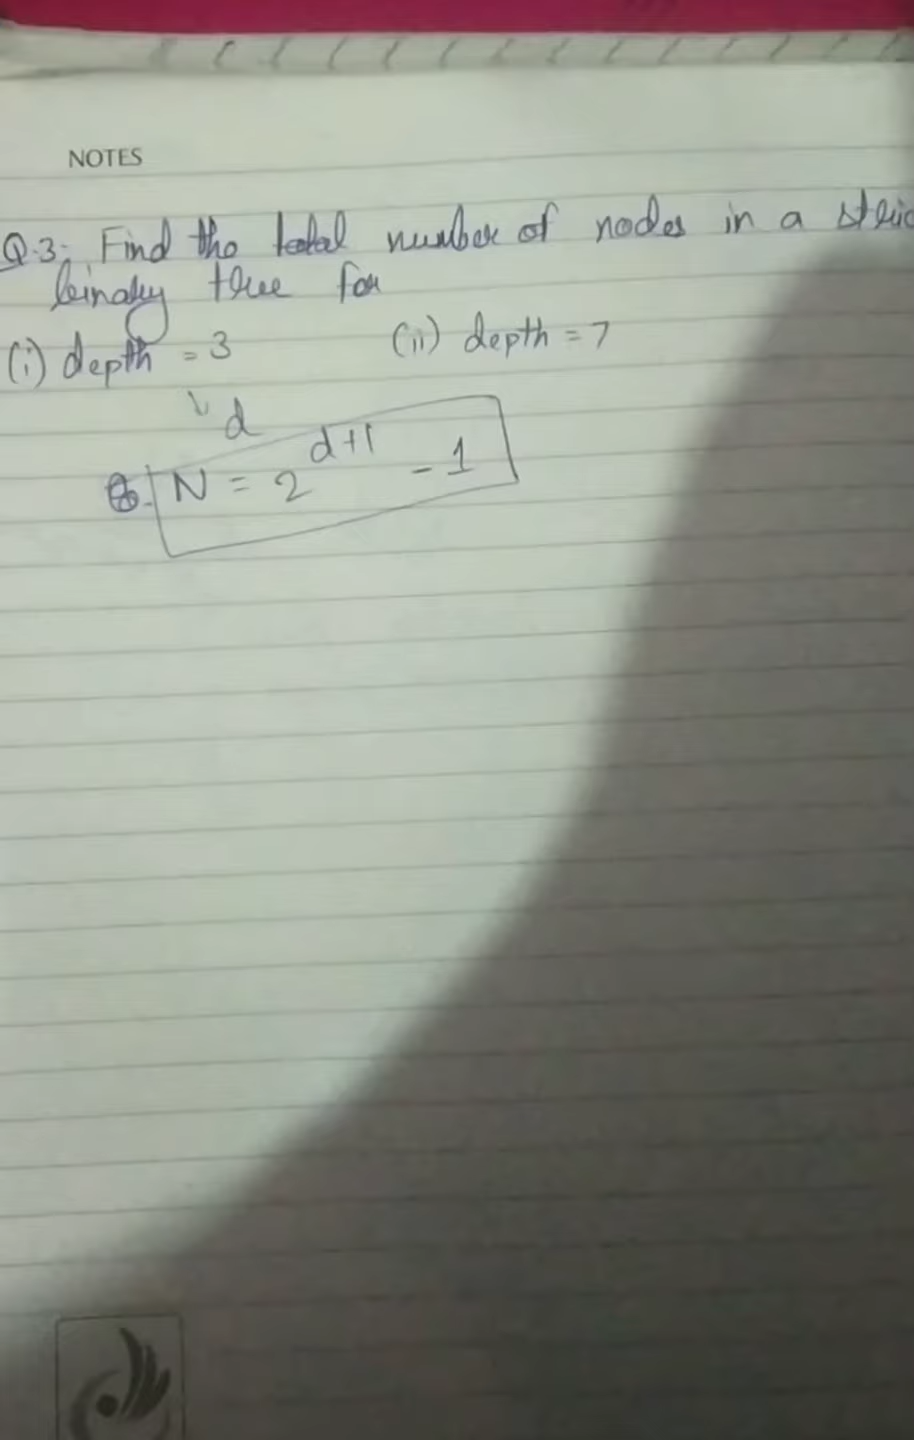 NOTES
Q.3: Find the total number of nodes in a
binary tree for
(i) depth = 3 (ii) depth = 7
d
N = 2^{d+1} - 1